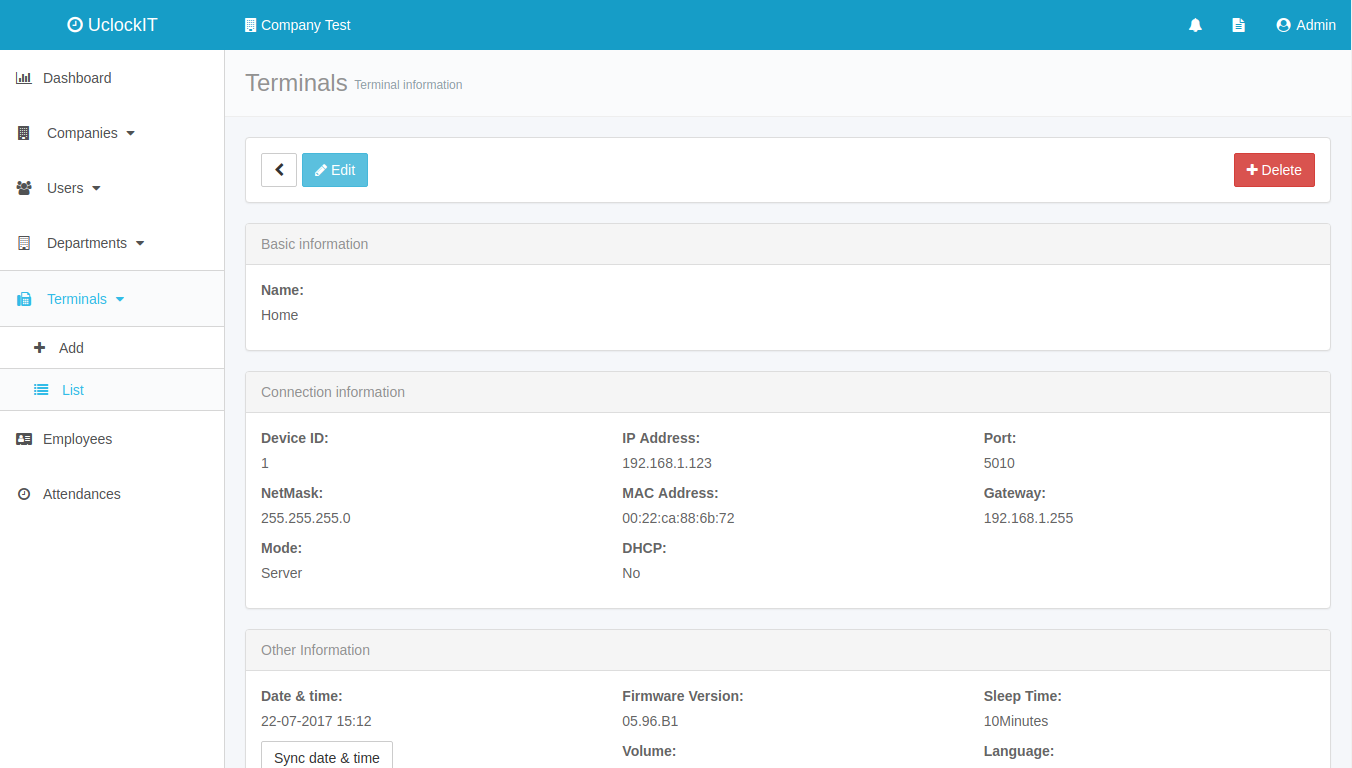 UclockIT
Company Test
Admin
Dashboard
Companies
Users
Departments
Terminals
Add
List
Employees
Attendances
Terminals Terminal information
Edit
Delete
Basic information
Name:
Home
Connection information
Device ID: IP Address: Port:
1 192.168.1.123 5010
NetMask: MAC Address: Gateway:
255.255.255.0 00:22:ca:88:6b:72 192.168.1.255
Mode: DHCP:
Server No
Other Information
Date & time: Firmware Version: Sleep Time:
22-07-2017 15:12 05.96.B1 10Minutes
Sync date & time Volume: Language: